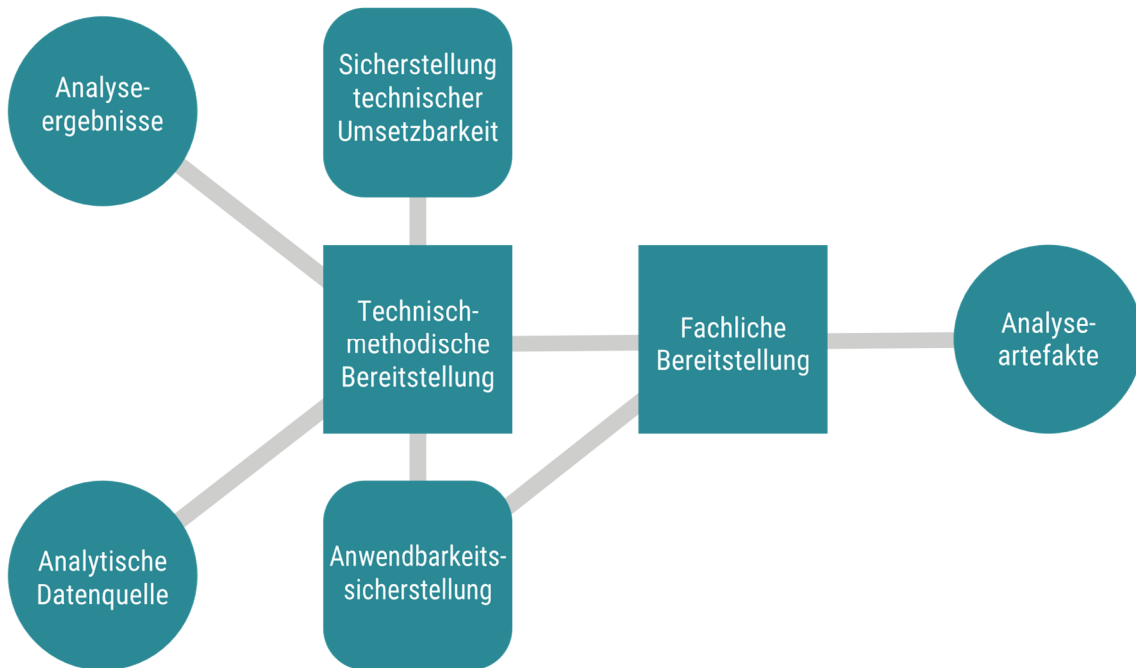 Analyse-
ergebnisse
Sicherstellung
technischer
Umsetzbarkeit
Technisch-
methodische
Bereitstellung
Fachliche
Bereitstellung
Analyse-
artefakte
Analytische
Datenquelle
Anwendbarkeits-
sicherstellung